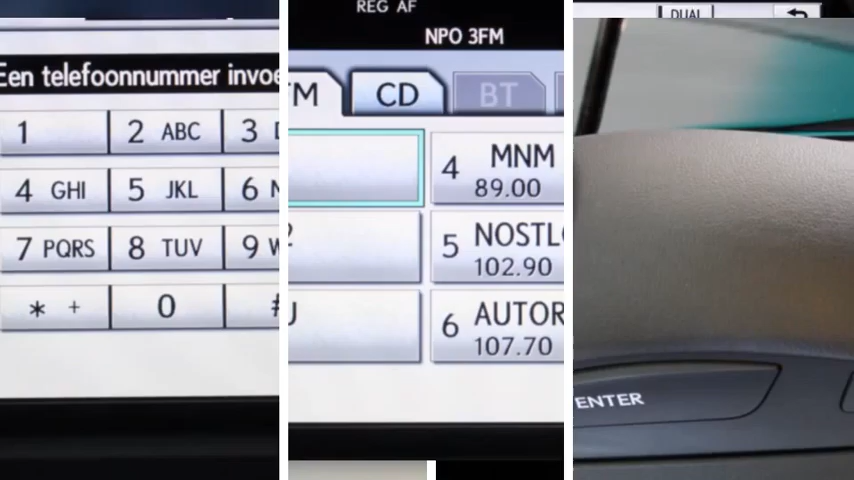 Een telefoonnummer invoe
1
2 ABC
3
4 GHI
5 JKL
6
7 PQRS
8 TUV
9
* +
0
REG AF
NPO 3FM
CD
BT
4 MNM
89.00
5 NOSTL
102.90
6 AUTOR
107.70
DUAL
ENTER